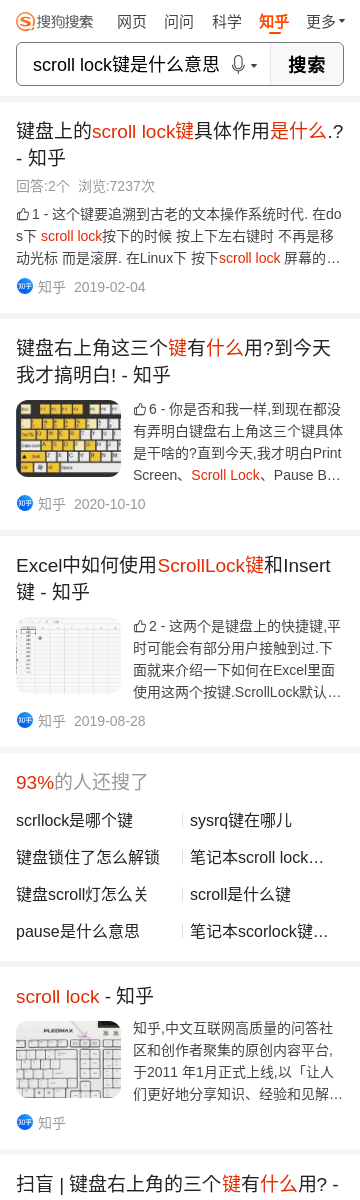 搜狗搜索 网页 问问 科学 知乎 更多
scroll lock键是什么意思 搜索
键盘上的scroll lock键具体作用是什么.?
- 知乎
回答:2个 浏览:7237次
1 - 这个键要追溯到古老的文本操作系统时代. 在do
s下 scroll lock按下的时候 按上下左右键时 不再是移
动光标 而是滚屏. 在Linux下 按下scroll lock 屏幕的…
知乎 知乎 2019-02-04
键盘右上角这三个键有什么用?到今天
我才搞明白! - 知乎
6 - 你是否和我一样,到现在都没
有弄明白键盘右上角这三个键具体
是干啥的?直到今天,我才明白Print
Screen、Scroll Lock、Pause B…
知乎 知乎 2020-10-10
Excel中如何使用ScrollLock键和Insert
键 - 知乎
2 - 这两个是键盘上的快捷键,平
时可能会有部分用户接触到过.下
面就来介绍一下如何在Excel里面
使用这两个按键.ScrollLock默认…
知乎 知乎 2019-08-28
93%的人还搜了
scrllock是哪个键 sysrq键在哪儿
键盘锁住了怎么解锁 笔记本scroll lock…
键盘scroll灯怎么关 scroll是什么键
pause是什么意思 笔记本scorlock键…
scroll lock - 知乎
PLEOMAX
知乎,中文互联网高质量的问答社
区和创作者聚集的原创内容平台,
于2011 年1月正式上线,以「让人
们更好地分享知识、经验和见解…
知乎 知乎
扫盲 | 键盘右上角的三个键有什么用? -